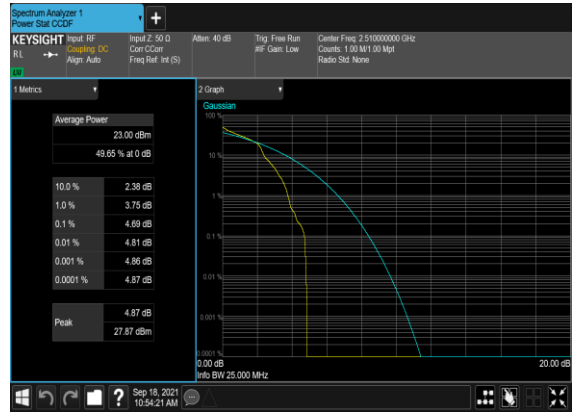 Spectrum Analyzer 1
Power Stat CCDF
+
KEYSIGHT
RL
Input: RF
Coupling: DC
Align: Auto
Input Z: 50 Ω
Corr CCorr
Freq Ref: Int (S)
Atten: 40 dB
Trig: Free Run
#IF Gain: Low
Center Freq: 2.510000000 GHz
Counts: 1.00 M/1.00 Mpt
Radio Std: None
1 Metrics
Average Power
23.00 dBm
49.65 % at 0 dB
10.0 % 2.38 dB
1.0 % 3.75 dB
0.1 % 4.69 dB
0.01 % 4.81 dB
0.001 % 4.86 dB
0.0001 % 4.87 dB
Peak
4.87 dB
27.87 dBm
2 Graph
Gaussian
100 %
10 %
1 %
0.1 %
0.01 %
0.001 %
0.0001 %
0.00 dB
20.00 dB
Info BW 25.000 MHz
?
Sep 18, 2021
10:54:21 AM